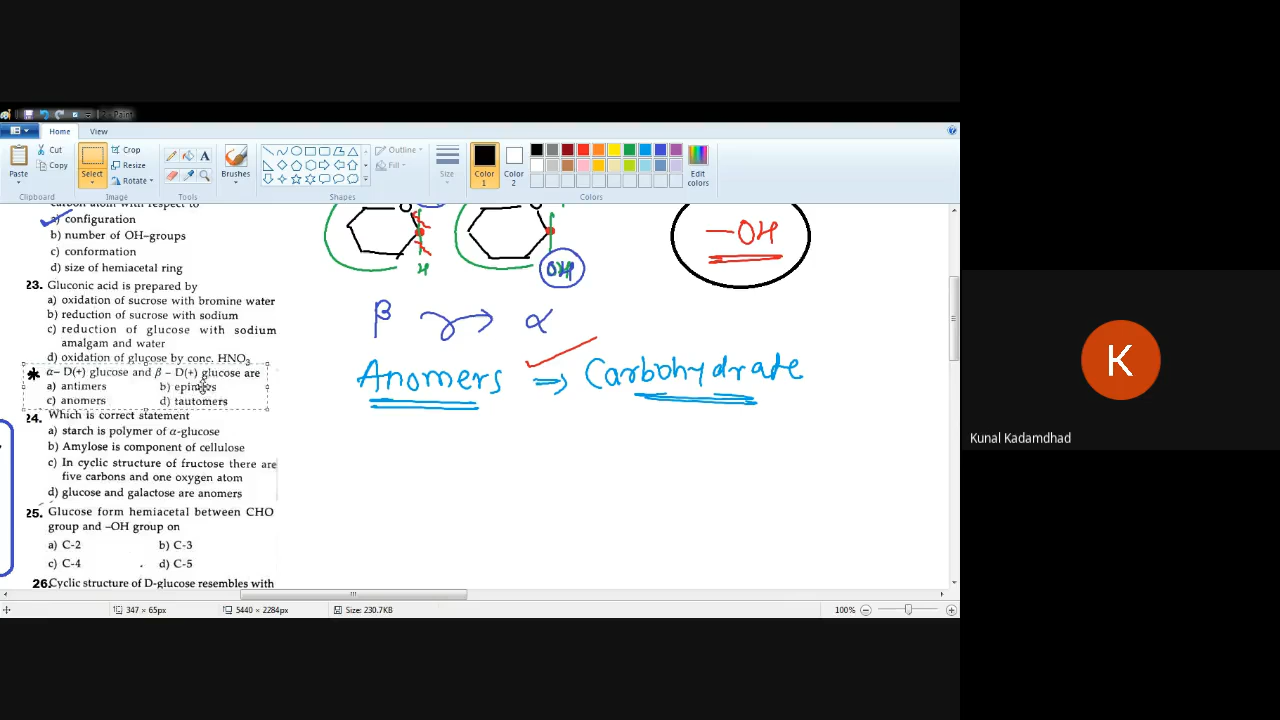 2 - Paint
Home View
Paste
Cut
Copy
Select
Crop
Resize
Rotate
Brushes
Outline
Fill
Size
Color 1
Color 2
Edit colors
Clipboard Image Tools Shapes Colors
carbon atom with respect to
a) configuration
b) number of OH–groups
c) conformation
d) size of hemiacetal ring
23. Gluconic acid is prepared by
a) oxidation of sucrose with bromine water
b) reduction of sucrose with sodium
c) reduction of glucose with sodium
amalgam and water
d) oxidation of glucose by conc. HNO3
* α– D(+) glucose and β – D(+) glucose are
a) antimers b) epimers
c) anomers d) tautomers
24. Which is correct statement
a) starch is polymer of α-glucose
b) Amylose is component of cellulose
c) In cyclic structure of fructose there are
five carbons and one oxygen atom
d) glucose and galactose are anomers
25. Glucose form hemiacetal between CHO
group and –OH group on
a) C-2 b) C-3
c) C-4 d) C-5
26. Cyclic structure of D-glucose resembles with
O O
H OH
—OH
β α
Anomers ⇒ Carbohydrate
347 × 65px 5440 × 2284px Size: 230.7KB 100%
K
Kunal Kadamdhad